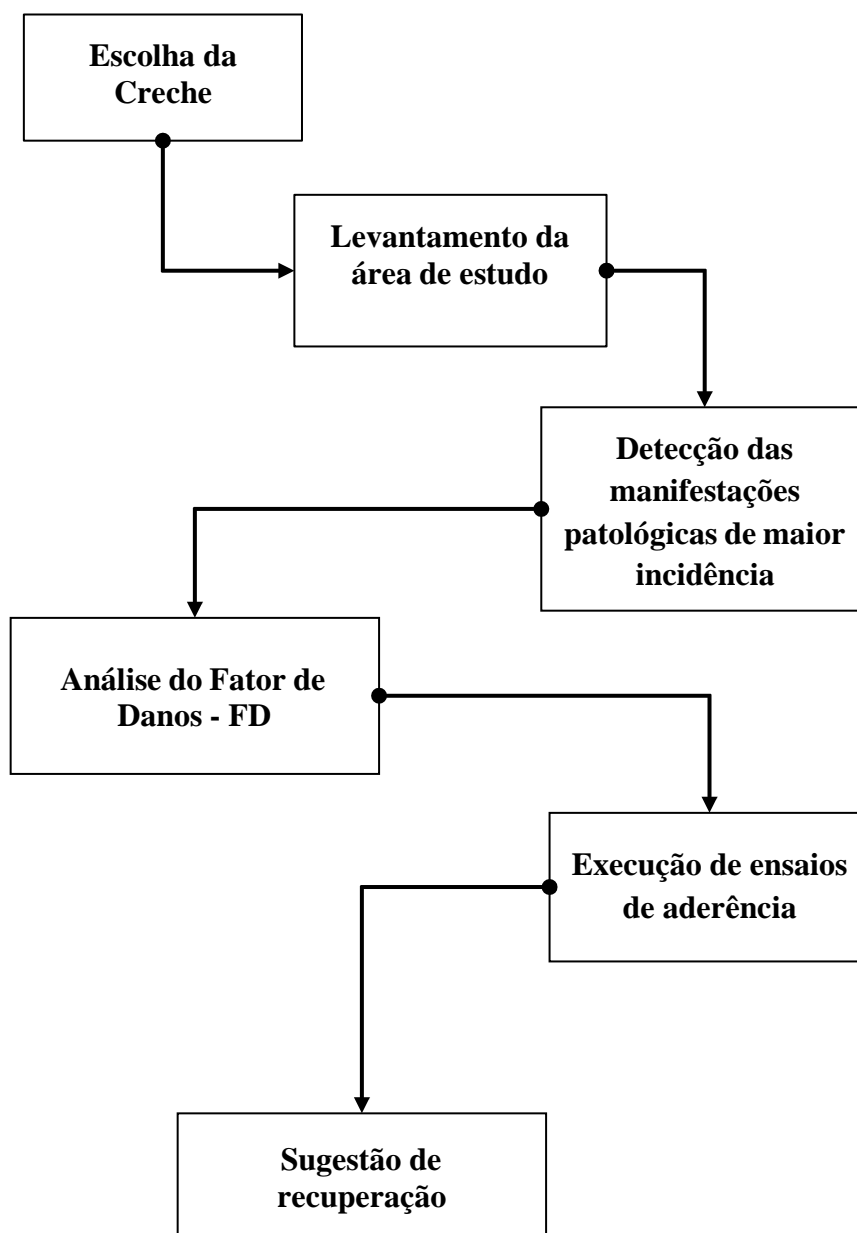 Escolha da
Creche
Levantamento da
área de estudo
Detecção das
manifestações
patológicas de maior
incidência
Análise do Fator de
Danos - FD
Execução de ensaios
de aderência
Sugestão de
recuperação